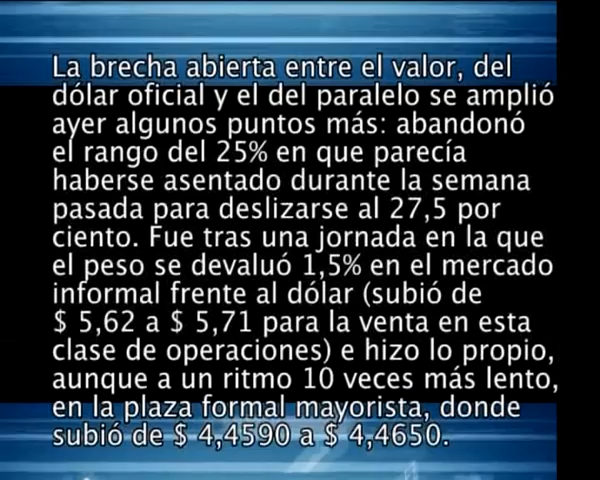 La brecha abierta entre el valor, del
dólar oficial y el del paralelo se amplió
ayer algunos puntos más: abandonó
el rango del 25% en que parecía
haberse asentado durante la semana
pasada para deslizarse al 27,5 por
ciento. Fue tras una jornada en la que
el peso se devaluó 1,5% en el mercado
informal frente al dólar (subió de
$ 5,62 a $ 5,71 para la venta en esta
clase de operaciones) e hizo lo propio,
aunque a un ritmo 10 veces más lento,
en la plaza formal mayorista, donde
subió de $ 4,4590 a $ 4,4650.